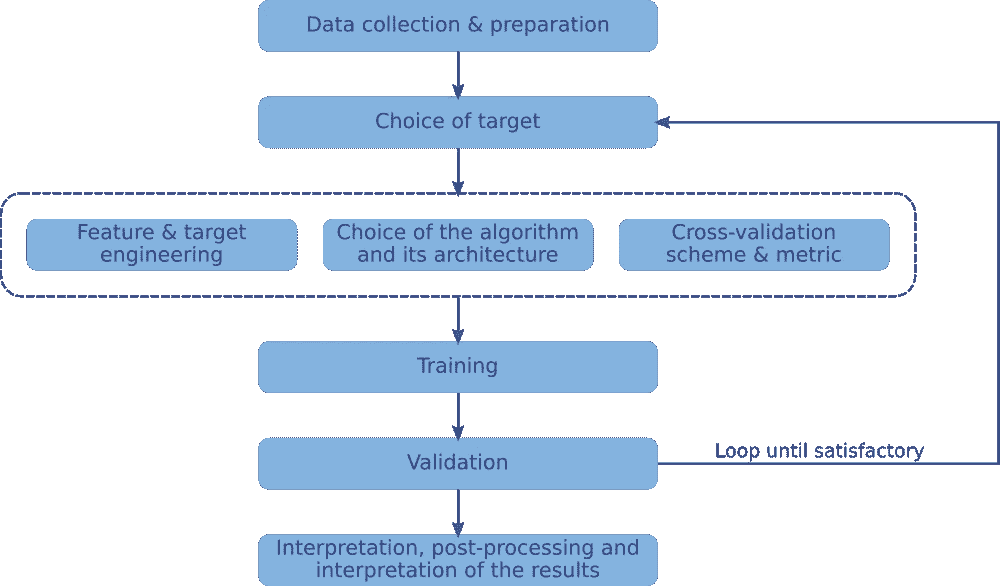 Data collection & preparation
Choice of target
Feature & target
engineering
Choice of the algorithm
and its architecture
Cross-validation
scheme & metric
Training
Validation
Loop until satisfactory
Interpretation, post-processing and
interpretation of the results